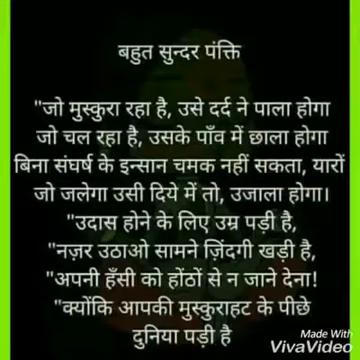 बहुत सुन्दर पंक्ति
"जो मुस्कुरा रहा है, उसे दर्द ने पाला होगा
जो चल रहा है, उसके पाँव में छाला होगा
बिना संघर्ष के इन्सान चमक नहीं सकता, यारों
जो जलेगा उसी दिये में तो, उजाला होगा।
"उदास होने के लिए उम्र पड़ी है,
"नज़र उठाओ सामने ज़िंदगी खड़ी है,
"अपनी हँसी को होंठों से न जाने देना!
"क्योंकि आपकी मुस्कुराहट के पीछे
दुनिया पड़ी है
Made With
VivaVideo